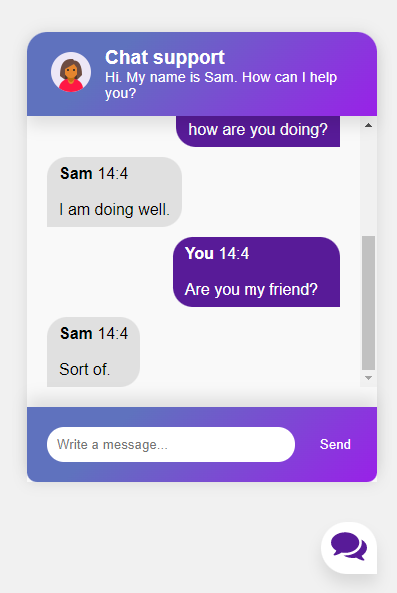 Chat support
Hi. My name is Sam. How can I help
you?
how are you doing?
Sam 14:4
I am doing well.
You 14:4
Are you my friend?
Sam 14:4
Sort of.
Write a message...
Send